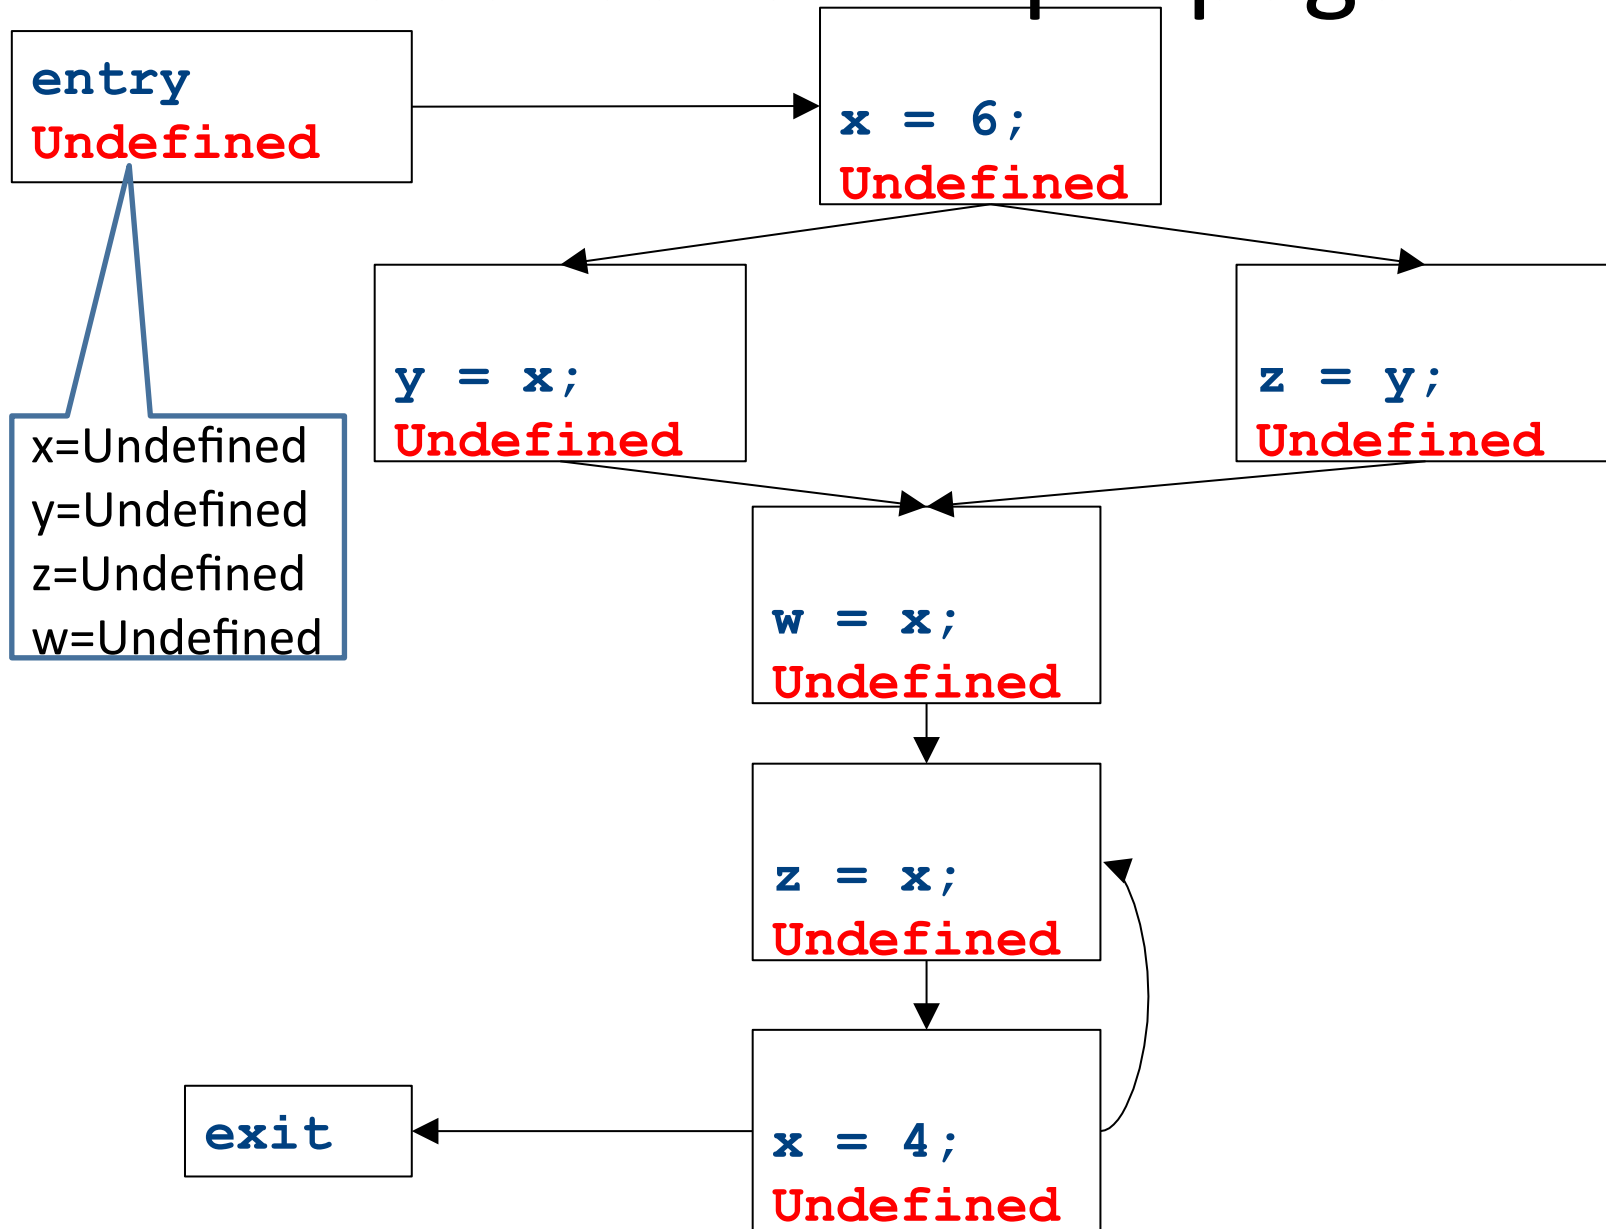 entry
Undefined
x = 6;
Undefined
y = x;
Undefined
z = y;
Undefined
x=Undefined
y=Undefined
z=Undefined
w=Undefined
w = x;
Undefined
z = x;
Undefined
exit
x = 4;
Undefined